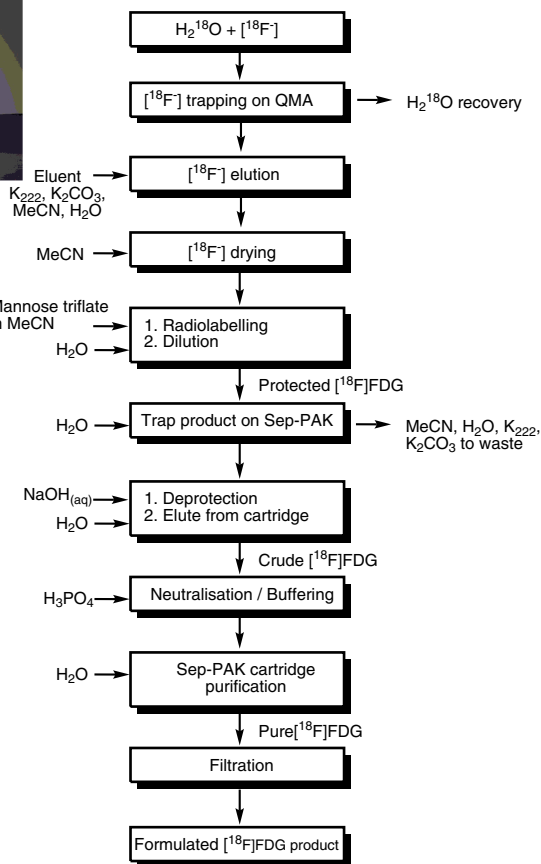 H₂¹⁸O + [¹⁸F⁻]
[¹⁸F⁻] trapping on QMA
H₂¹⁸O recovery
Eluent
K₂₂₂, K₂CO₃,
MeCN, H₂O
[¹⁸F⁻] elution
MeCN
[¹⁸F⁻] drying
Mannose triflate
MeCN
H₂O
1. Radiolabelling
2. Dilution
Protected [¹⁸F]FDG
H₂O
Trap product on Sep-PAK
MeCN, H₂O, K₂₂₂,
K₂CO₃ to waste
NaOH₍aq₎
H₂O
1. Deprotection
2. Elute from cartridge
Crude [¹⁸F]FDG
H₃PO₄
Neutralisation / Buffering
H₂O
Sep-PAK cartridge
purification
Pure[¹⁸F]FDG
Filtration
Formulated [¹⁸F]FDG product